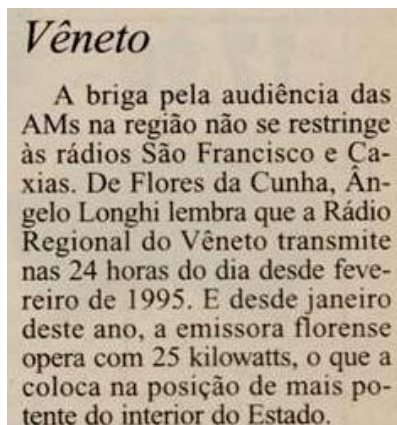 Vêneto
A briga pela audiência das
AMs na região não se restringe
às rádios São Francisco e Ca-
xias. De Flores da Cunha, Ân-
gelo Longhi lembra que a Rádio
Regional do Vêneto transmite
nas 24 horas do dia desde feve-
reiro de 1995. E desde janeiro
deste ano, a emissora florense
opera com 25 kilowatts, o que a
coloca na posição de mais po-
tente do interior do Estado.